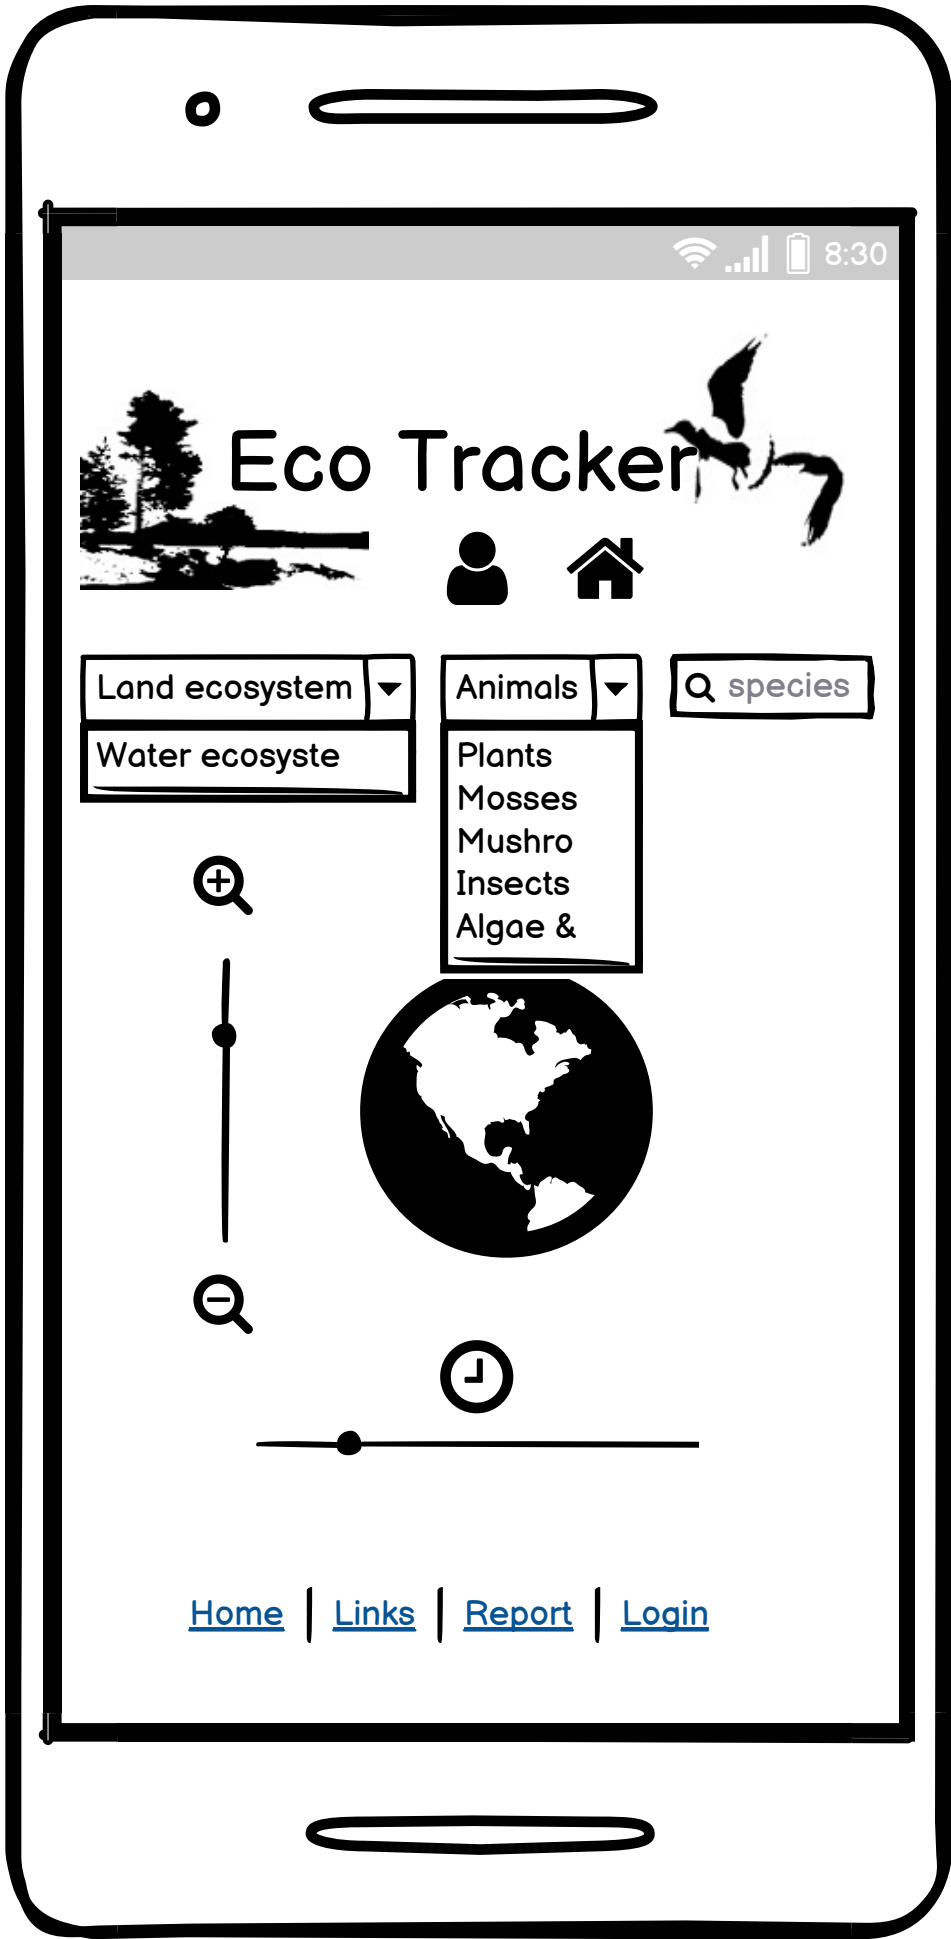 8:30
Eco Tracker
Land ecosystem
Animals
species
Water ecosyste
Plants
Mosses
Mushro
Insects
Algae &
Home
Links
Report
Login